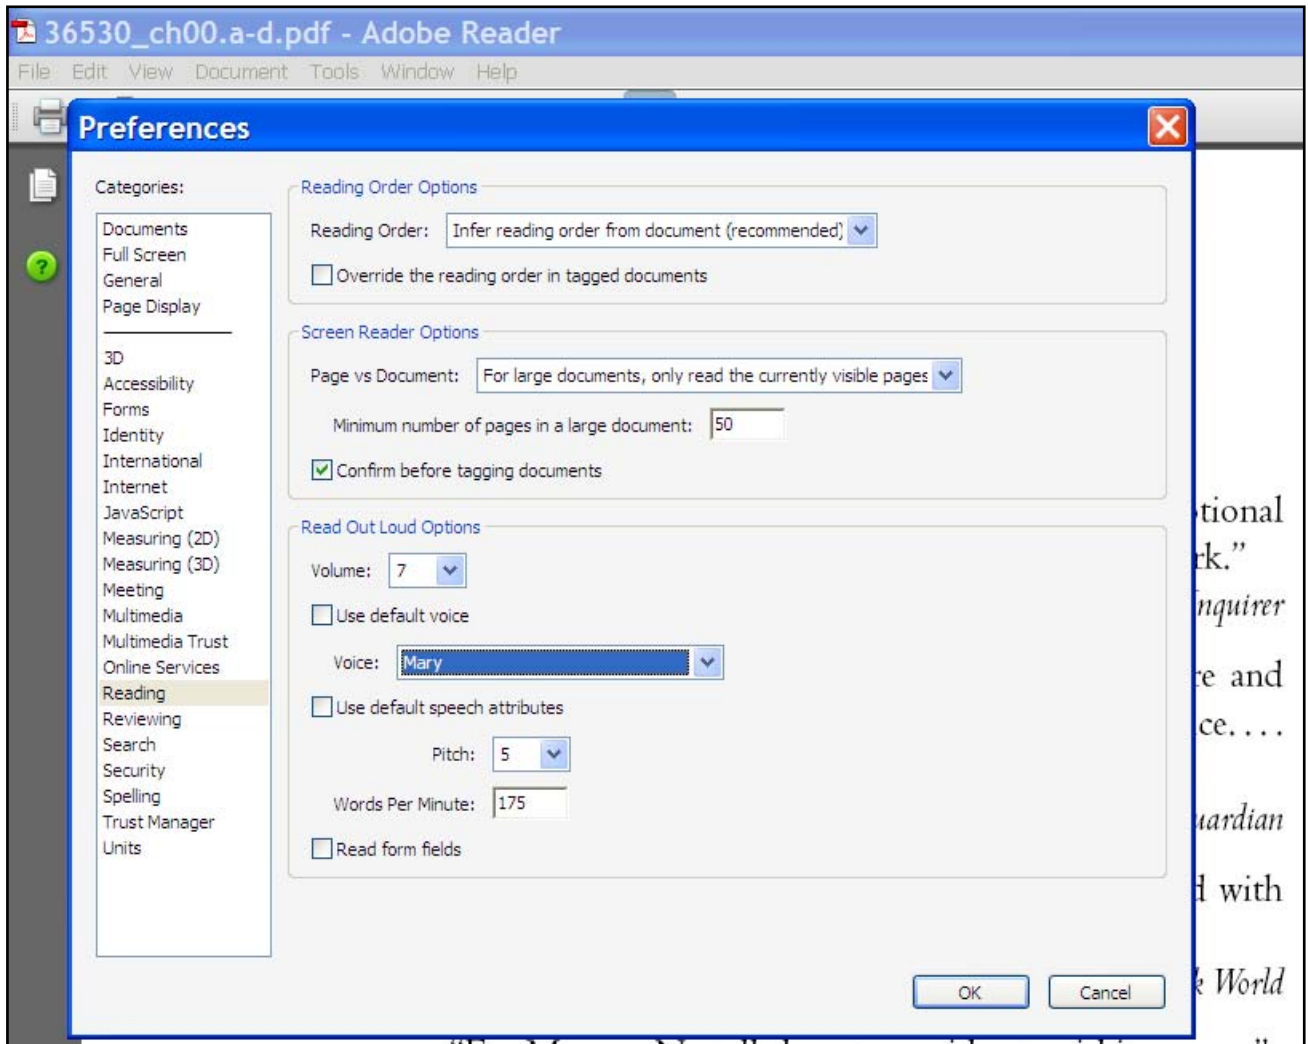 36530_ch00.a-d.pdf - Adobe Reader
File Edit View Document Tools Window Help
Preferences
Categories:
Documents
Full Screen
General
Page Display
3D
Accessibility
Forms
Identity
International
Internet
JavaScript
Measuring (2D)
Measuring (3D)
Meeting
Multimedia
Multimedia Trust
Online Services
Reading
Reviewing
Search
Security
Spelling
Trust Manager
Units
Reading Order Options
Reading Order: Infer reading order from document (recommended)
Override the reading order in tagged documents
Screen Reader Options
Page vs Document: For large documents, only read the currently visible pages
Minimum number of pages in a large document: 50
Confirm before tagging documents
Read Out Loud Options
Volume: 7
Use default voice
Voice: Mary
Use default speech attributes
Pitch: 5
Words Per Minute: 175
Read form fields
OK Cancel
tional
rk.”
nquirer
re and
ce. . . .
uardian
d with
k World